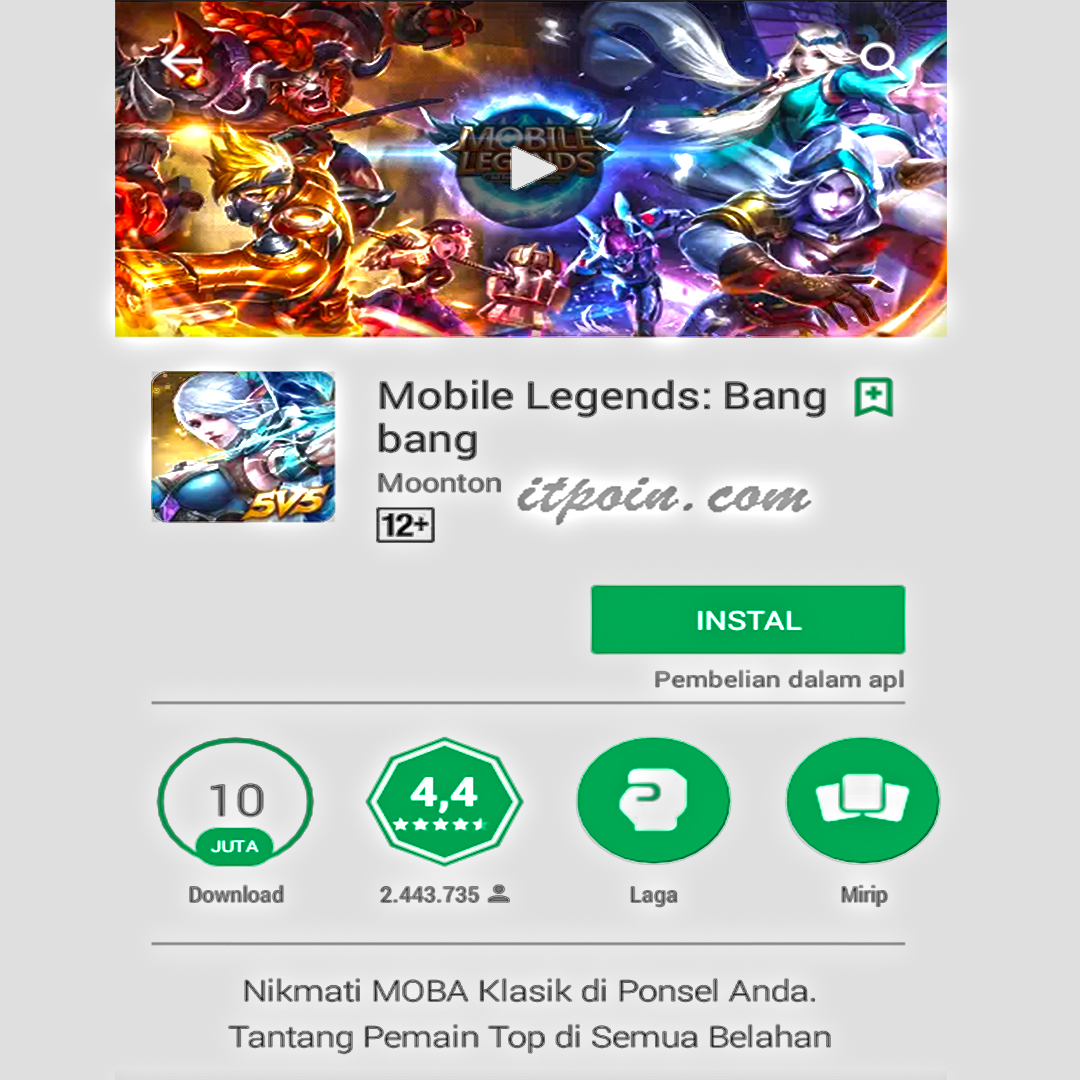 MOBILE
LEGENDS
Mobile Legends: Bang
bang
Moonton
itpoin.com
12+
5V5
INSTAL
Pembelian dalam apl
10
JUTA
4,4
Download
2.443.735
Laga
Mirip
Nikmati MOBA Klasik di Ponsel Anda.
Tantang Pemain Top di Semua Belahan